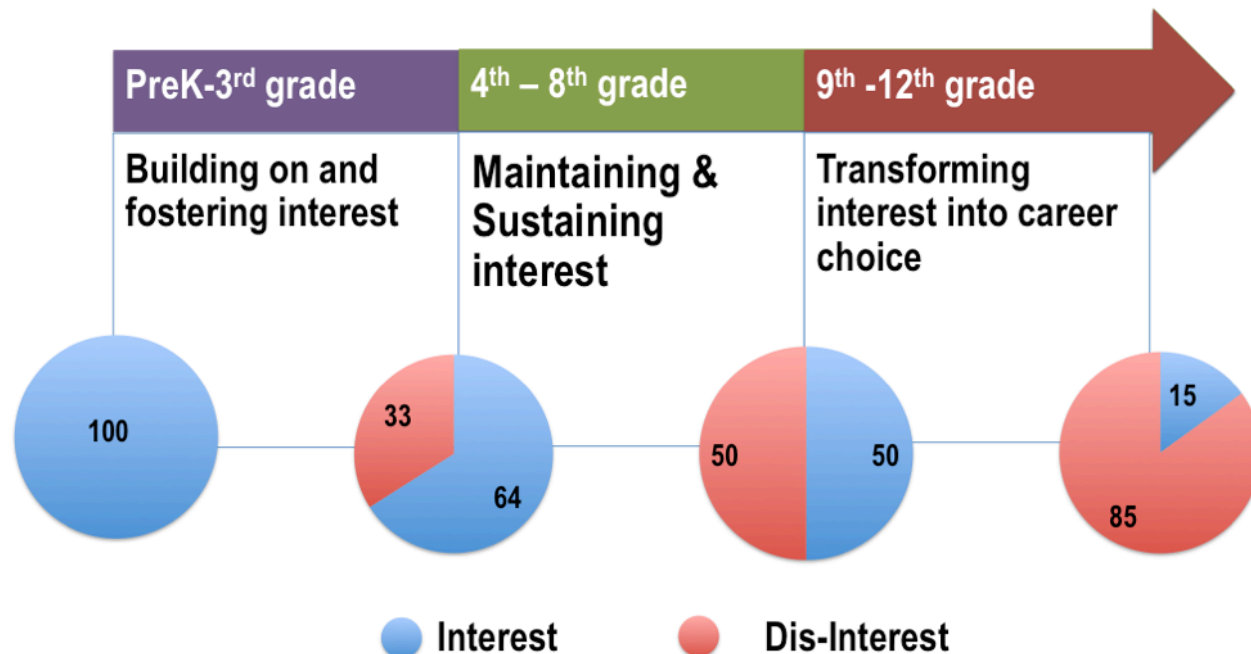 PreK-3rd grade
4th – 8th grade
9th -12th grade
Building on and
fostering interest
Maintaining &
Sustaining
interest
Transforming
interest into career
choice
100
33
64
50
50
15
85
Interest
Dis-Interest